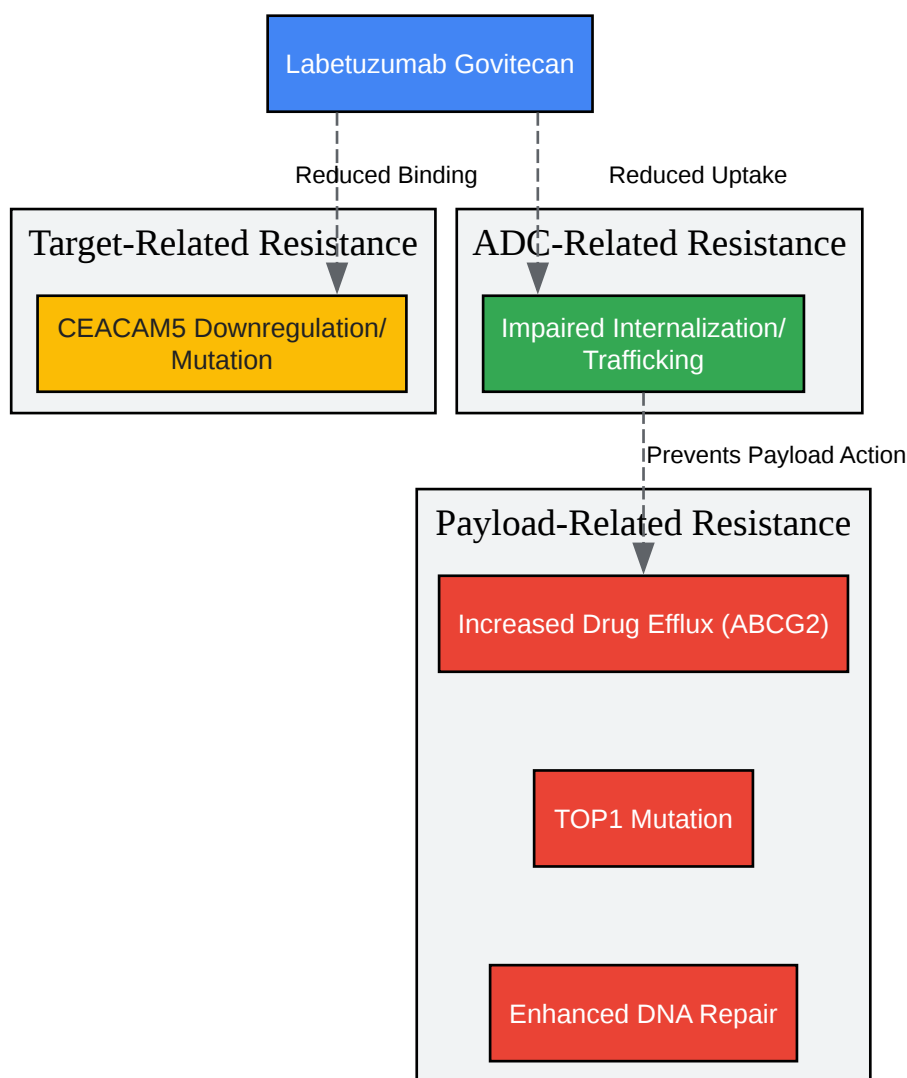 Labetuzumab Govitecan
Reduced Binding
Reduced Uptake
Target-Related Resistance
ADC-Related Resistance
CEACAM5 Downregulation/
Mutation
Impaired Internalization/
Trafficking
Prevents Payload Action
Payload-Related Resistance
Increased Drug Efflux (ABCG2)
TOP1 Mutation
Enhanced DNA Repair